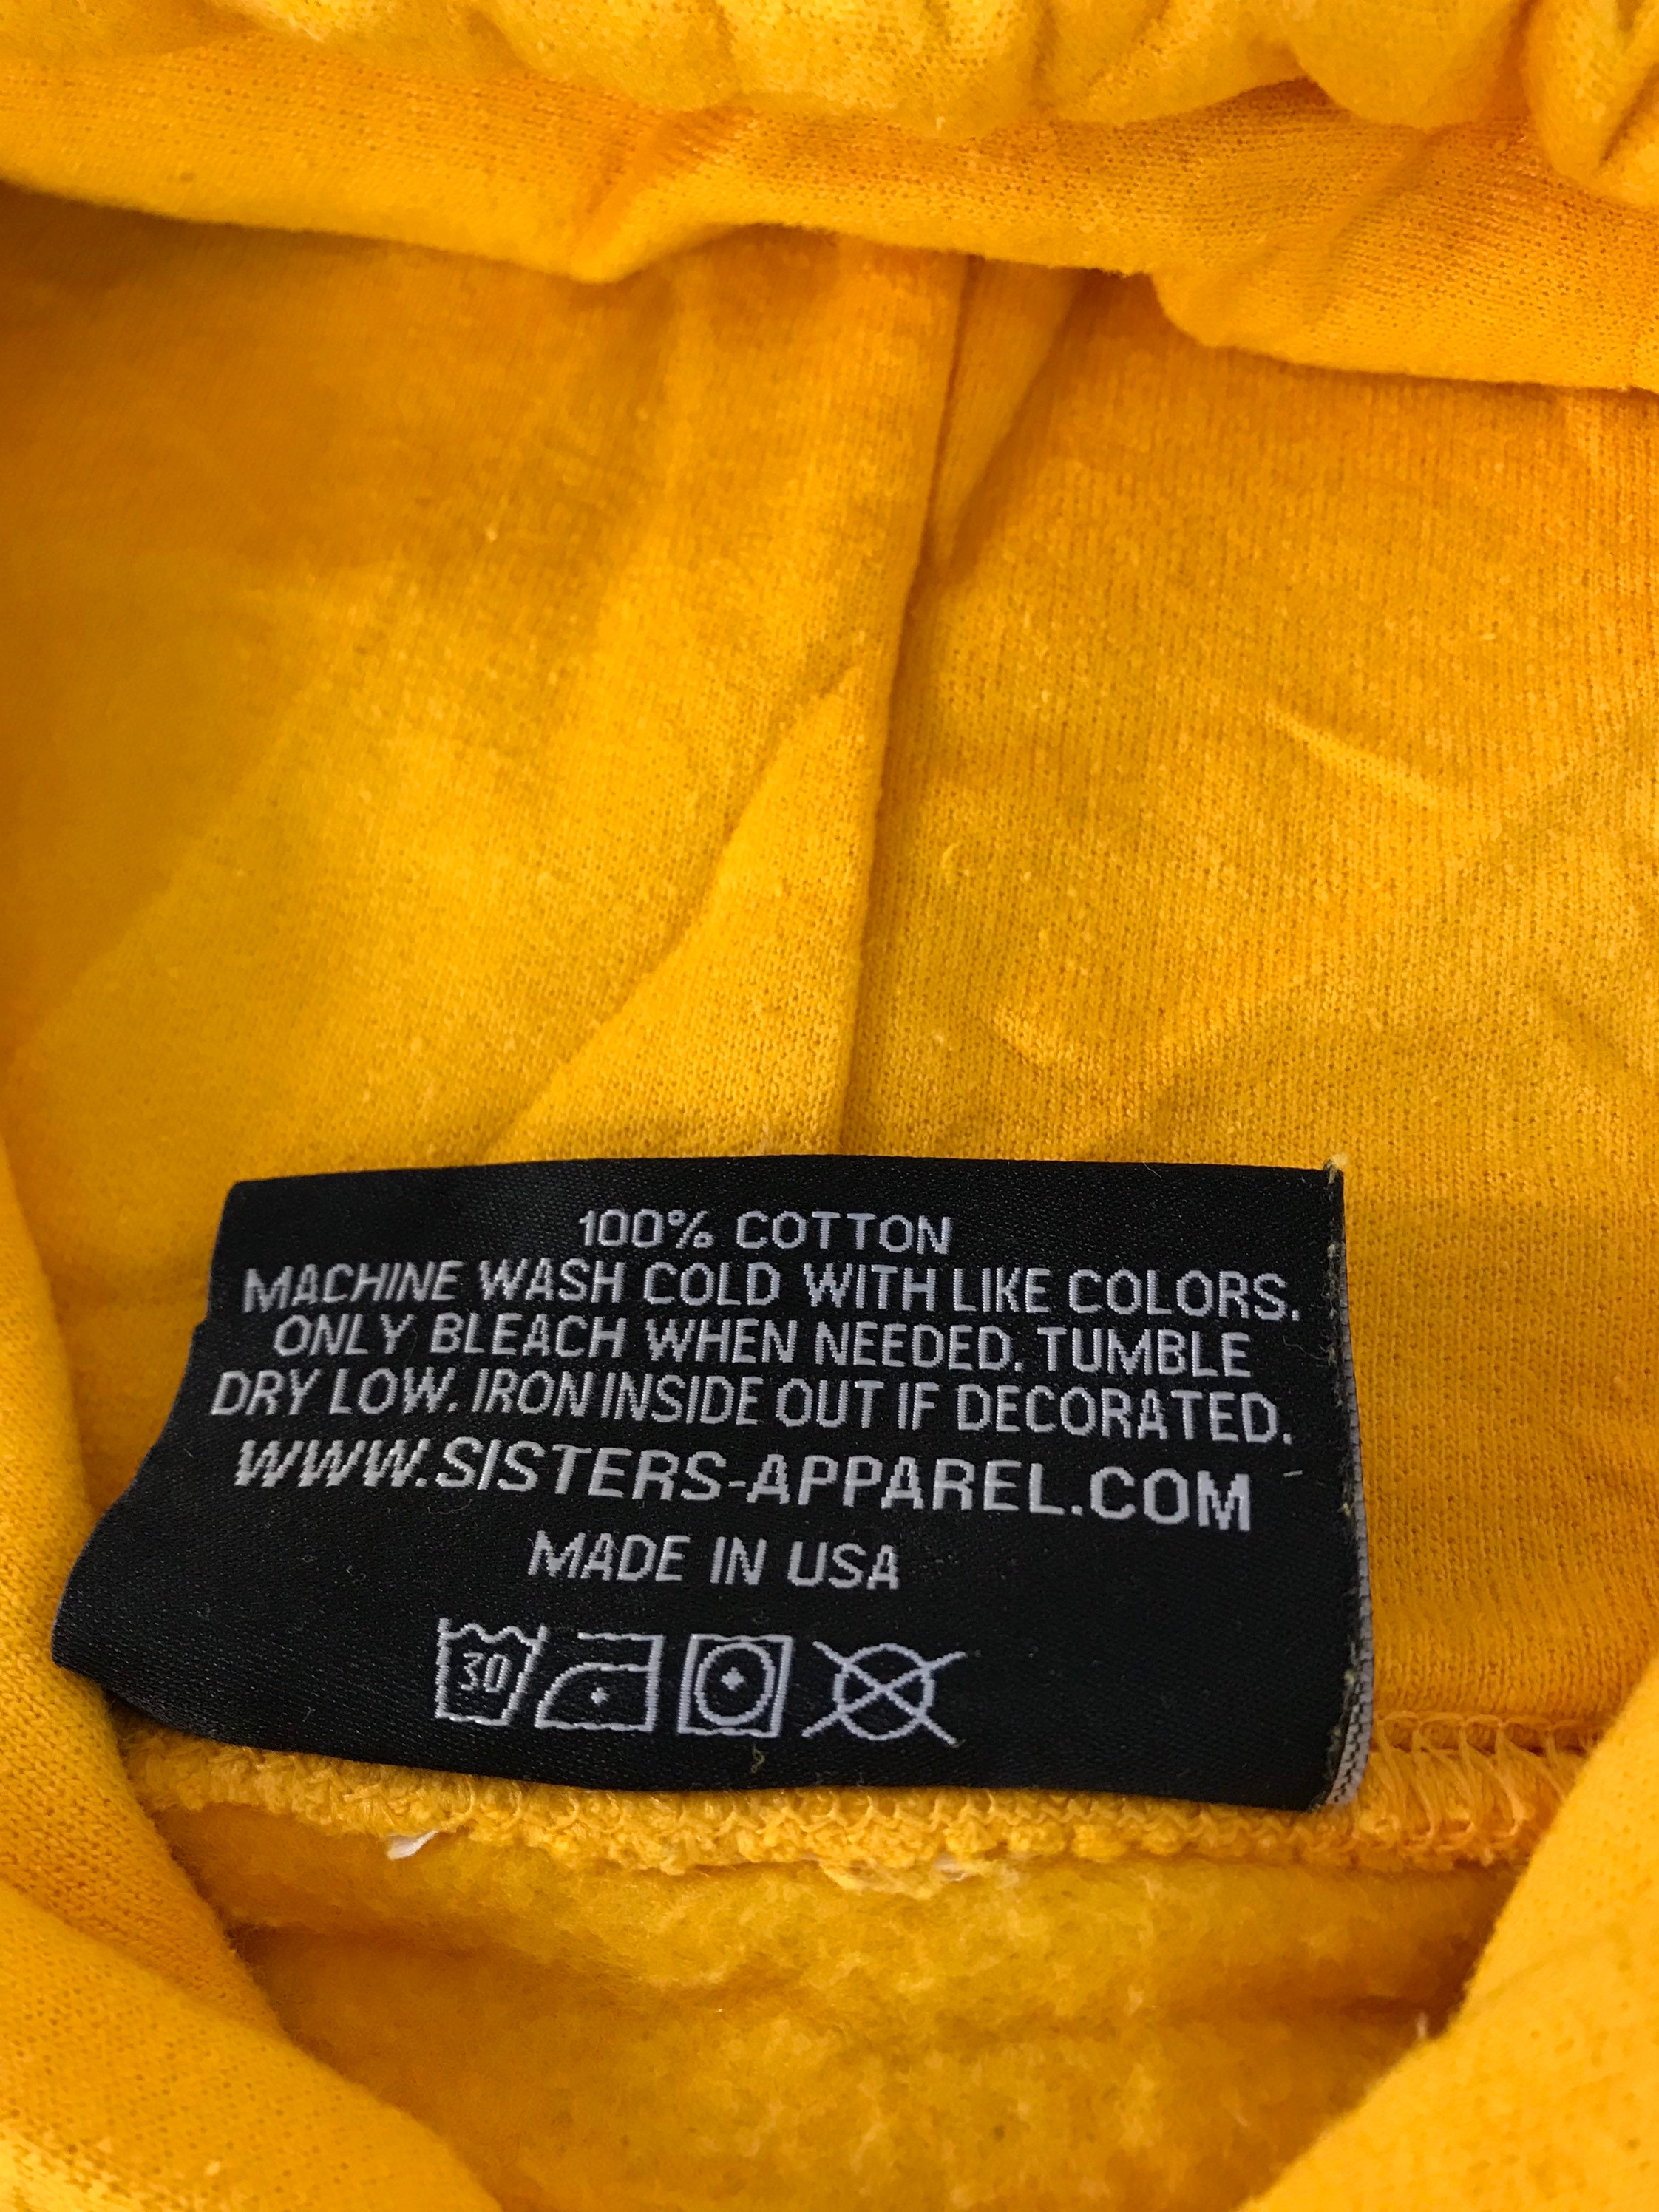 100% COTTON
MACHINE WASH COLD WITH LIKE COLORS.
ONLY BLEACH WHEN NEEDED. TUMBLE
DRY LOW. IRON INSIDE OUT IF DECORATED.
WWW.SISTERS-APPAREL.COM
MADE IN USA
30